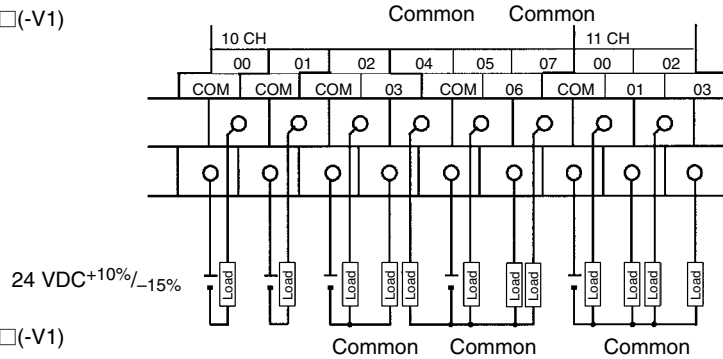 □(-V1)
Common Common
10 CH 11 CH
00 01 02 04 05 07 00 02
COM COM COM 03 COM 06 COM 01 03
24 VDC+10%/–15%
Load Load Load Load Load Load Load Load Load Load Load Load
□(-V1)
Common Common Common